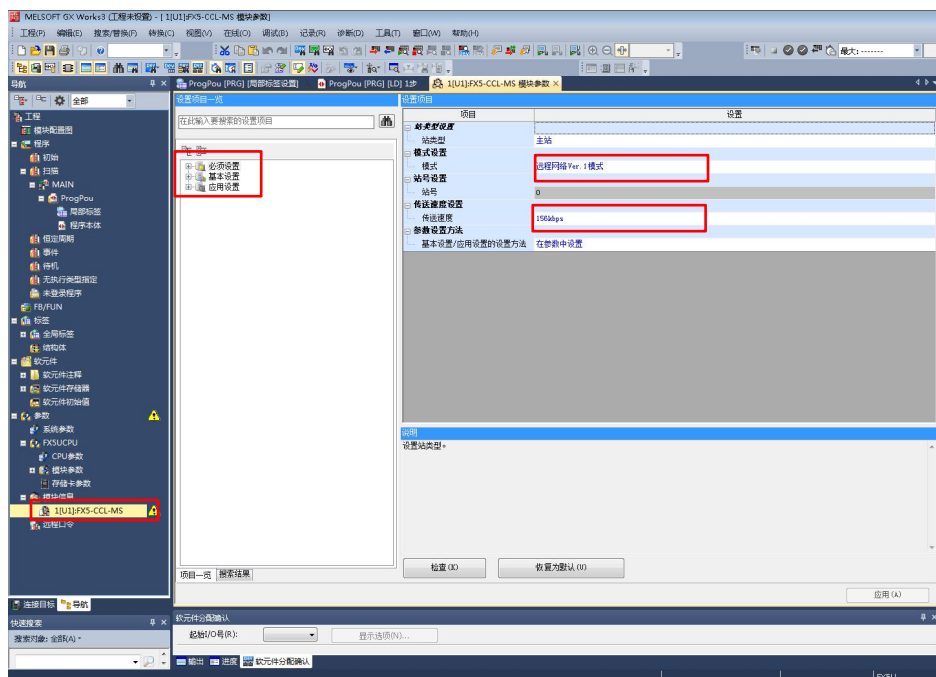 MELSOFT GX Works3 (工程未设置) - [ 1[U1]:FX5-CCL-MS 模块参数]
工程(P) 编辑(E) 搜索/替换(F) 转换(C) 视图(V) 在线(O) 调试(B) 记录(R) 诊断(D) 工具(T) 窗口(W) 帮助(H)
最大: -------
导航
ProgPou [PRG] [局部标签设置]
ProgPou [PRG] [LD] 1步
1[U1]:FX5-CCL-MS 模块参数
全部
工程
模块配置图
程序
初始
扫描
MAIN
ProgPou
局部标签
程序本体
恒定周期
事件
待机
无执行类型指定
未登录程序
FB/FUN
标签
全局标签
结构体
软元件
软元件注释
软元件存储器
软元件初始值
参数
系统参数
FX5UCPU
CPU参数
模块参数
存储卡参数
模块信息
1[U1]:FX5-CCL-MS
远程口令
连接目标 导航
快速搜索
搜索对象: 全部(A)
设置项目一览
在此输入要搜索的设置项目
必须设置
基本设置
应用设置
项目一览 搜索结果
设置项目
项目 设置
站类型设置
站类型 主站
模式设置
模式 远程网络Ver.1模式
站号设置
站号 0
传送速度设置
传送速度 156kbps
参数设置方法
基本设置/应用设置的设置方法 在参数中设置
说明
设置站类型。
检查(K) 恢复为默认(U)
应用(A)
软元件分配确认
起始I/O号(R): 显示选项(N)...
输出 进度 软元件分配确认
FX5U